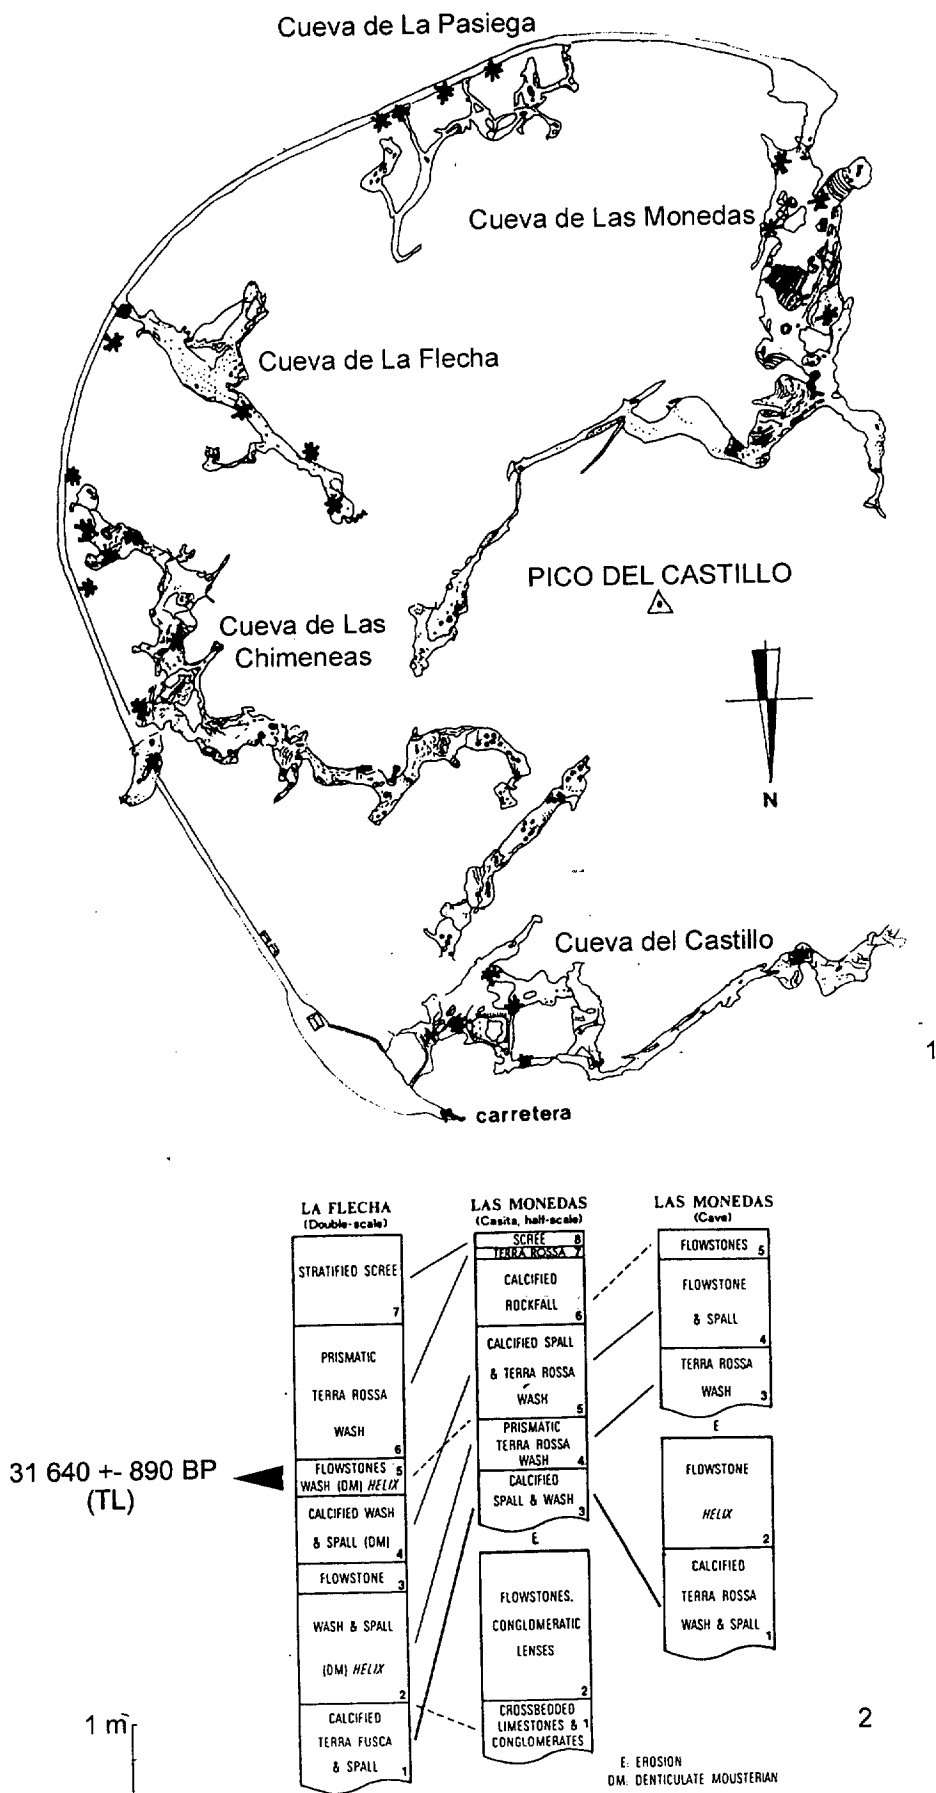 Cueva de La Pasiega
Cueva de Las Monedas
Cueva de La Flecha
PICO DEL CASTILLO
Cueva de Las
Chimeneas
N
Cueva del Castillo
1
carretera
LA FLECHA
(Double-scale)
STRATIFIED SCREE
7
PRISMATIC
TERRA ROSSA
WASH
6
FLOWSTONES 5
WASH (DM) HELIX
CALCIFIED WASH
& SPALL (DM)
4
FLOWSTONE 3
WASH & SPALL
(DM) HELIX
2
CALCIFIED
TERRA FUSCA
& SPALL 1
31 640 +- 890 BP
(TL)
1 m
LAS MONEDAS
(Casita, half-scale)
SCREE 8
TERRA ROSSA 7
CALCIFIED
ROCKFALL
6
CALCIFIED SPALL
& TERRA ROSSA
WASH
5
PRISMATIC
TERRA ROSSA
WASH 4
CALCIFIED
SPALL & WASH
3
E
FLOWSTONES,
CONGLOMERATIC
LENSES
2
CROSSBEDDED
LIMESTONES & 1
CONGLOMERATES
LAS MONEDAS
(Cave)
FLOWSTONES 5
FLOWSTONE
& SPALL
4
TERRA ROSSA
WASH 3
E
FLOWSTONE
HELIX
2
CALCIFIED
TERRA ROSSA
WASH & SPALL 1
2
E: EROSION
DM: DENTICULATE MOUSTERIAN